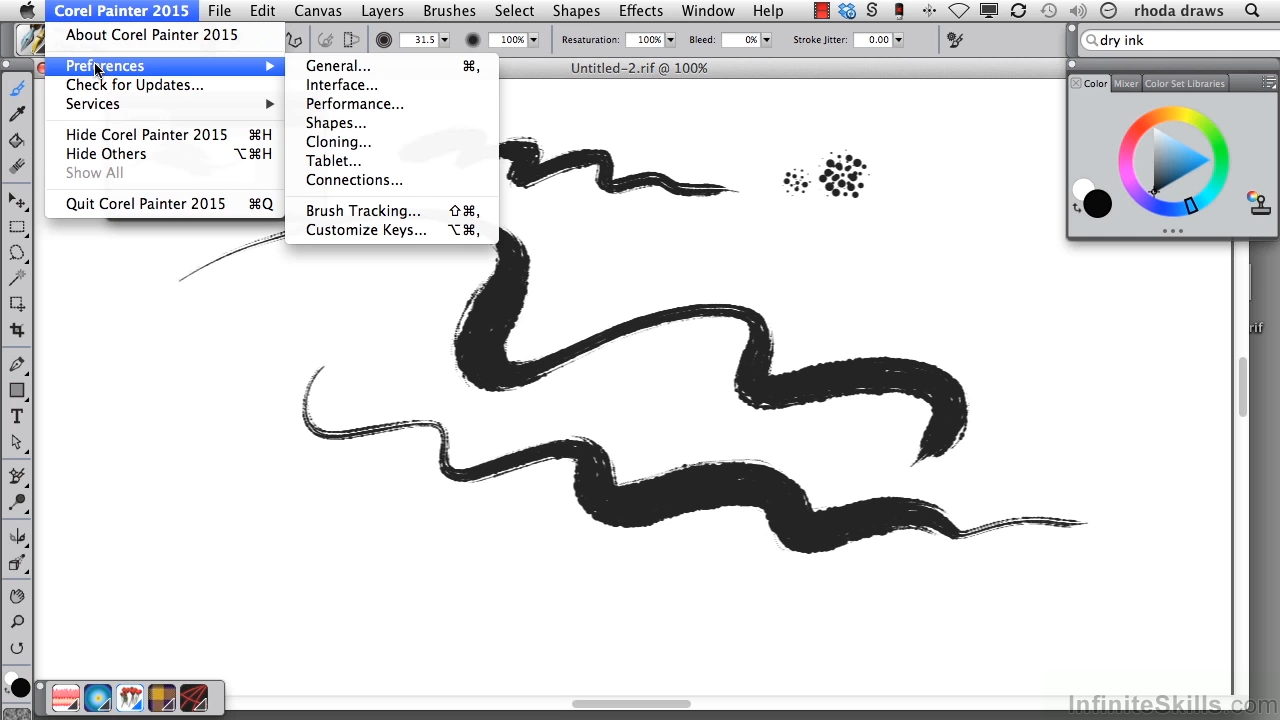 Corel Painter 2015 File Edit Canvas Layers Brushes Select Shapes Effects Window Help rhoda draws
About Corel Painter 2015
Preferences
Check for Updates...
Services
Hide Corel Painter 2015 ⌘H
Hide Others ⌥⌘H
Show All
Quit Corel Painter 2015 ⌘Q
General... ⌘,
Interface...
Performance...
Shapes...
Cloning...
Tablet...
Connections...
Brush Tracking... ⇧⌘,
Customize Keys... ⌥⌘,
31.5 100% Resaturation: 100% Bleed: 0% Stroke Jitter: 0.00
dry ink
Untitled-2.rif @ 100%
Color Mixer Color Set Libraries
rif
T
InfiniteSkills.com